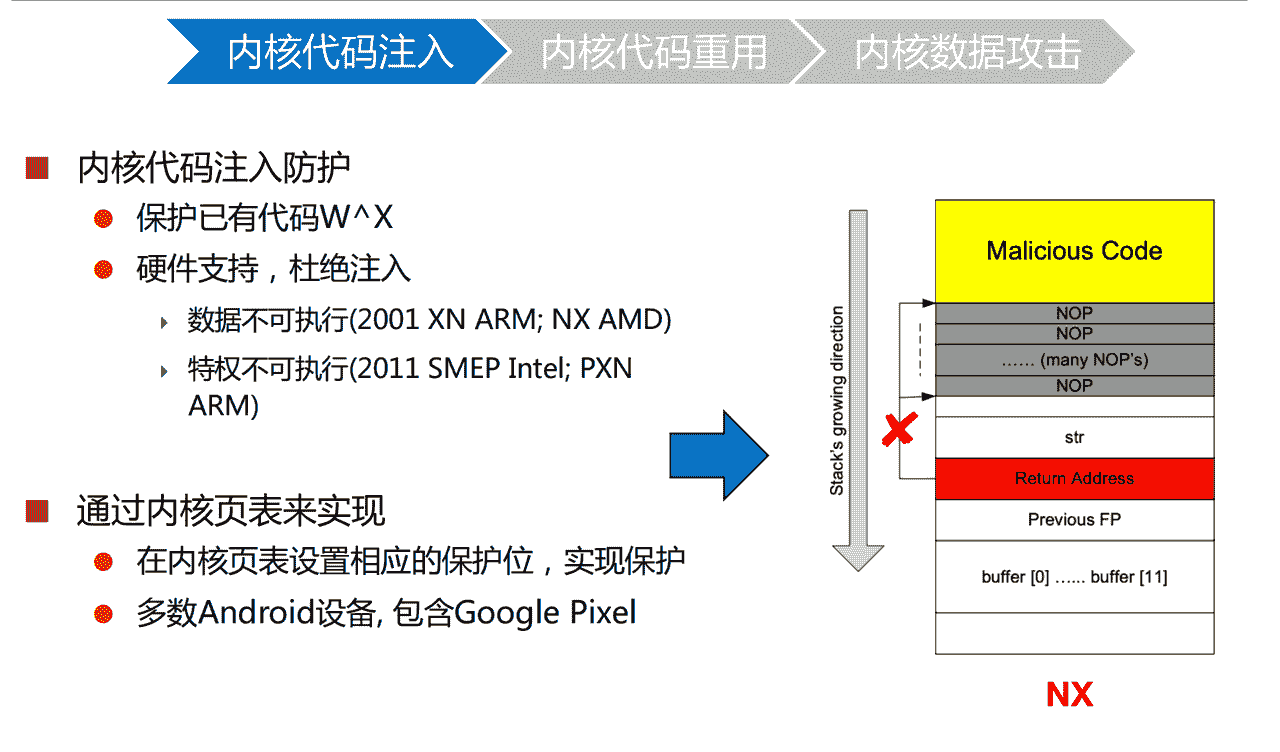 内核代码注入
内核代码重用
内核数据攻击
内核代码注入防护
保护已有代码W^X
硬件支持，杜绝注入
数据不可执行(2001 XN ARM; NX AMD)
特权不可执行(2011 SMEP Intel; PXN
ARM)
通过内核页表来实现
在内核页表设置相应的保护位，实现保护
多数Android设备, 包含Google Pixel
Stack's growing direction
Malicious Code
NOP
NOP
…… (many NOP's)
NOP
str
Return Address
Previous FP
buffer [0] …... buffer [11]
NX